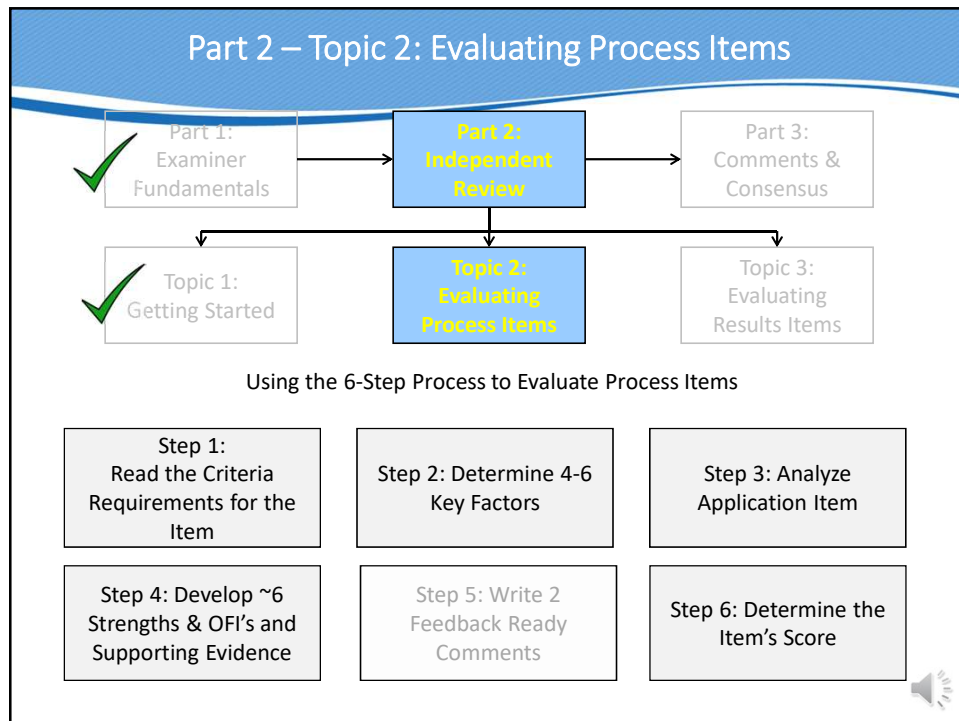 Part 2 – Topic 2: Evaluating Process Items
Part 1:
Examiner
Fundamentals
Part 2:
Independent
Review
Part 3:
Comments &
Consensus
Topic 1:
Getting Started
Topic 2:
Evaluating
Process Items
Topic 3:
Evaluating
Results Items
Using the 6-Step Process to Evaluate Process Items
Step 1:
Read the Criteria
Requirements for the
Item
Step 2: Determine 4-6
Key Factors
Step 3: Analyze
Application Item
Step 4: Develop ~6
Strengths & OFI's and
Supporting Evidence
Step 5: Write 2
Feedback Ready
Comments
Step 6: Determine the
Item's Score